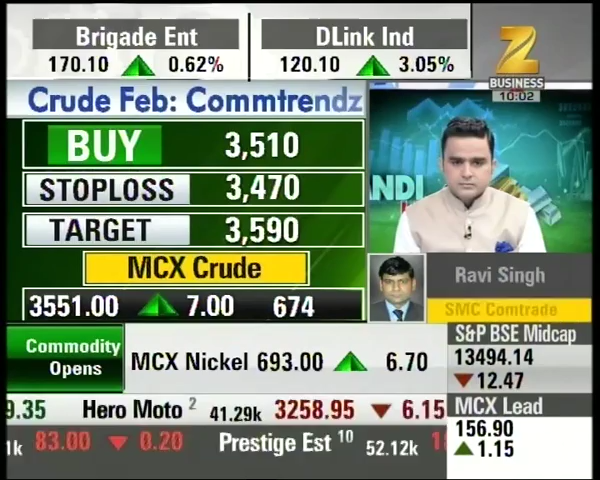 Brigade Ent
170.10 0.62%
DLink Ind
120.10 3.05%
Z
BUSINESS
10:02
Crude Feb: Commtrendz
BUY 3,510
STOPLOSS 3,470
TARGET 3,590
MCX Crude
3551.00 7.00 674
NDI
Ravi Singh
SMC Comtrade
Commodity
Opens
MCX Nickel 693.00 6.70
S&P BSE Midcap
13494.14
12.47
MCX Lead
156.90
1.15
9.35 Hero Moto 2 41.29k 3258.95 6.15
1k 83.00 0.20 Prestige Est 10 52.12k